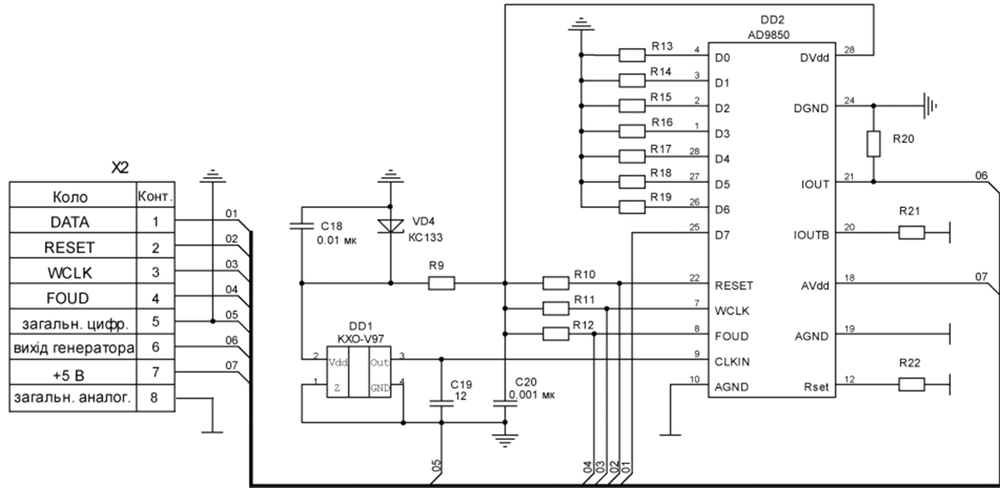 X2
Коло Конт.
DATA 1 01
RESET 2 02
WCLK 3 03
FOUD 4 04
загальн. цифр. 5 05
вихід генератора 6 06
+5 В 7 07
загальн. аналог. 8
C18
0.01 мк
VD4
КС133
R9
DD1
KXO-V97
2 Vdd Out 3
1 Z GND 4
C19
12
C20
0.001 мк
05
04
03
02
01
R10
R11
R12
R13
R14
R15
R16
R17
R18
R19
DD2
AD9850
4 D0 DVdd 28
3 D1
2 D2 DGND 24
1 D3
28 D4
27 D5 IOUT 21
26 D6
25 D7 IOUTB 20
22 RESET AVdd 18
7 WCLK
8 FOUD AGND 19
9 CLKIN
10 AGND Rset 12
R20
06
R21
07
R22